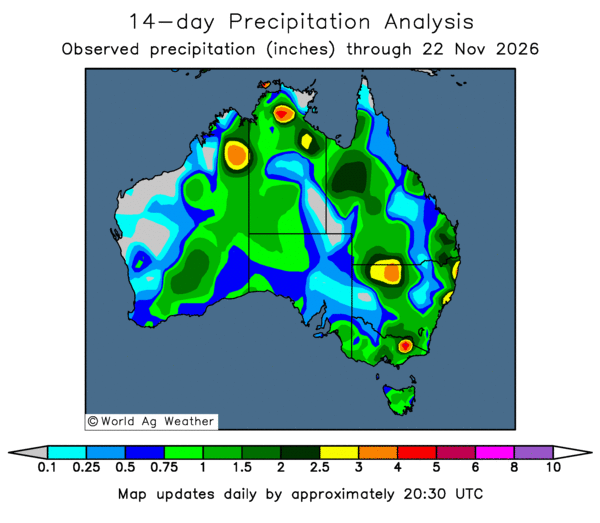 14-day Precipitation Analysis
Observed precipitation (inches) through 22 Nov 2026
© World Ag Weather
0.1 0.25 0.5 0.75 1 1.5 2 2.5 3 4 5 6 8 10
Map updates daily by approximately 20:30 UTC